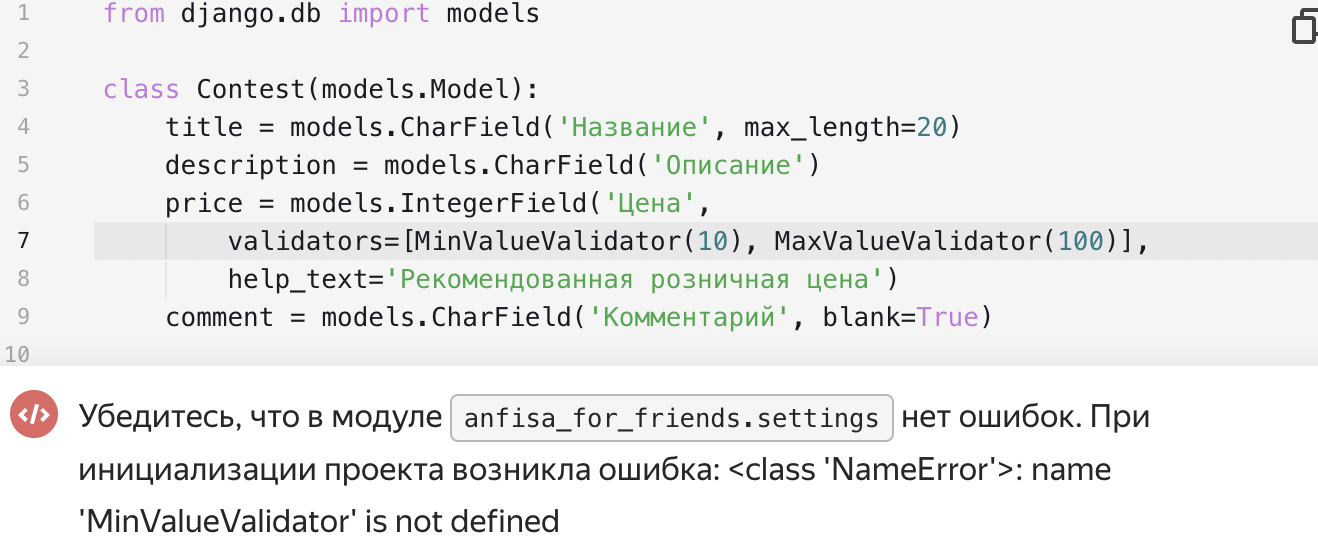 1 from django.db import models
2
3 class Contest(models.Model):
4 title = models.CharField('Название', max_length=20)
5 description = models.CharField('Описание')
6 price = models.IntegerField('Цена',
7 validators=[MinValueValidator(10), MaxValueValidator(100)],
8 help_text='Рекомендованная розничная цена')
9 comment = models.CharField('Комментарий', blank=True)
10
</> Убедитесь, что в модуле anfisa_for_friends.settings нет ошибок. При
инициализации проекта возникла ошибка: <class 'NameError'>: name
'MinValueValidator' is not defined